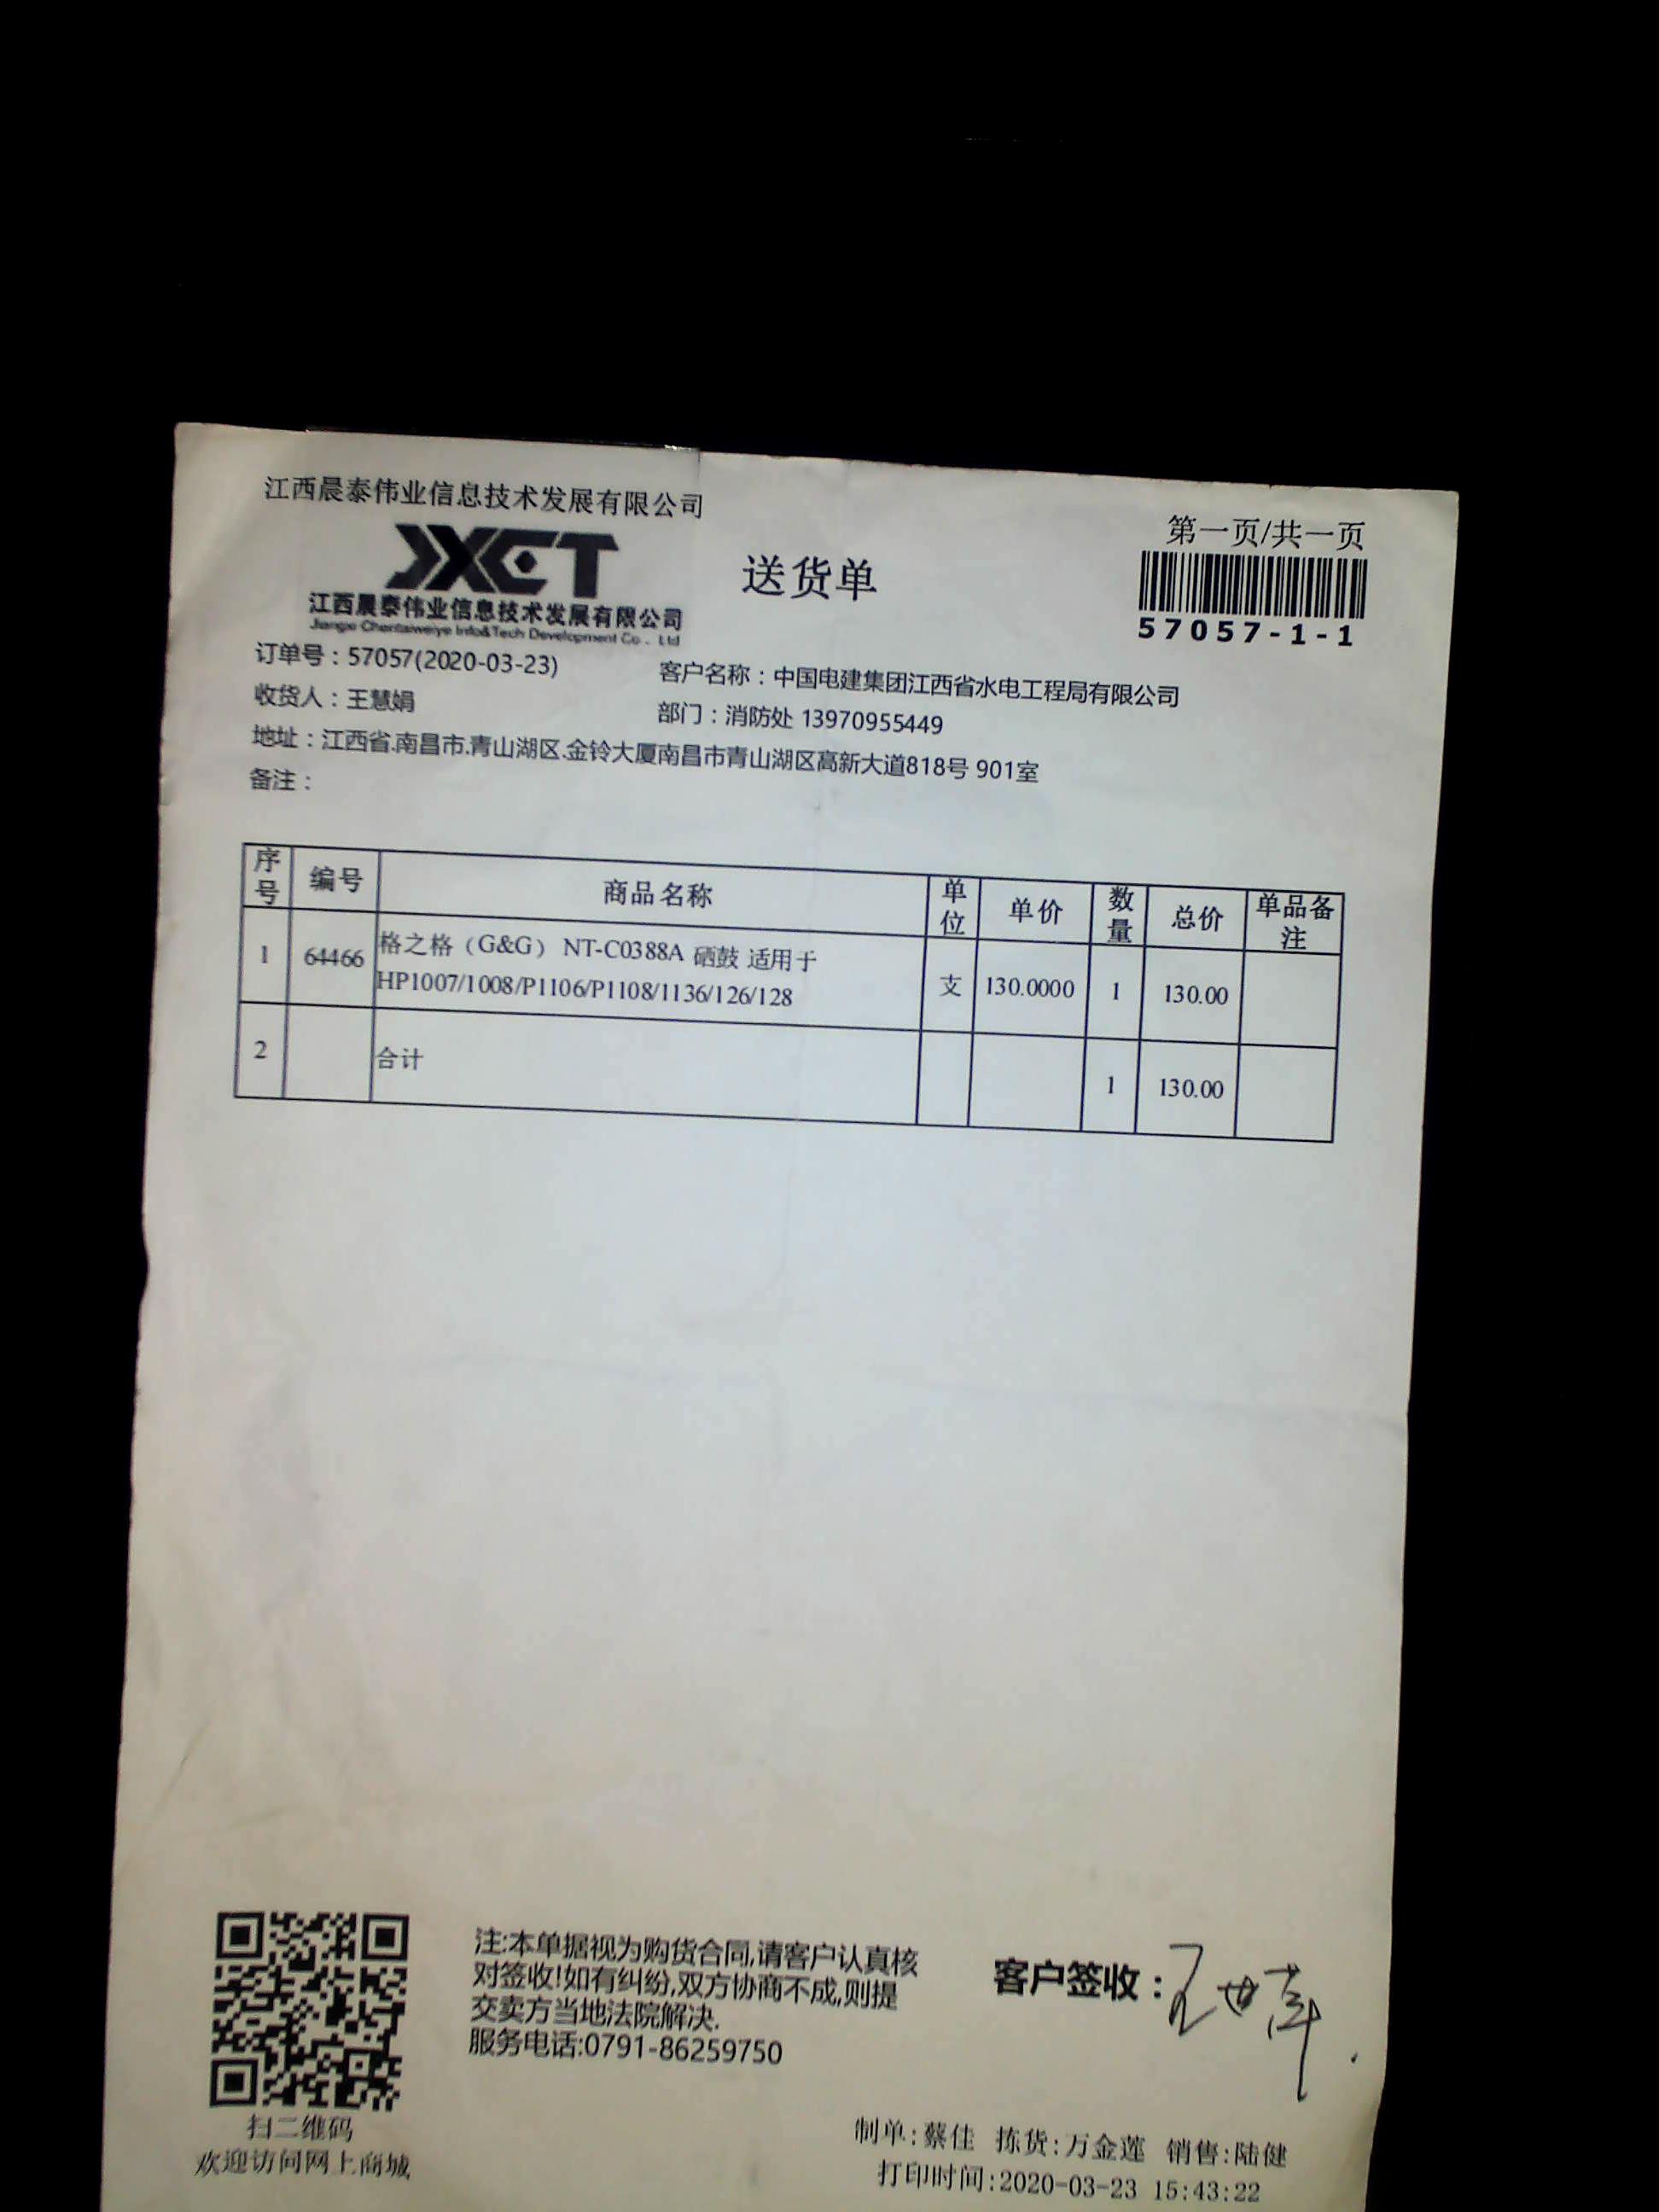 江西晨泰伟业信息技术发展有限公司
第一页/共一页
JXCT
送货单
江西晨泰伟业信息技术发展有限公司
Jiangxi Chentaiweiye Info&Tech Development Co., Ltd
57057-1-1
订单号：57057(2020-03-23)
客户名称：中国电建集团江西省水电工程局有限公司
收货人：王慧娟
部门：消防处 13970955449
地址：江西省.南昌市.青山湖区.金铃大厦南昌市青山湖区高新大道818号 901室
备注：
序号 编号 商品名称 单位 单价 数量 总价 单品备注
1 64466 格之格（G&G） NT-C0388A 硒鼓 适用于
HP1007/1008/P1106/P1108/1136/126/128 支 130.0000 1 130.00
2 合计 1 130.00
注:本单据视为购货合同,请客户认真核
对签收!如有纠纷,双方协商不成,则提
交卖方当地法院解决.
服务电话:0791-86259750
客户签收：
扫二维码
欢迎访问网上商城
制单:蔡佳 拣货:万金莲 销售:陆健
打印时间:2020-03-23 15:43:22